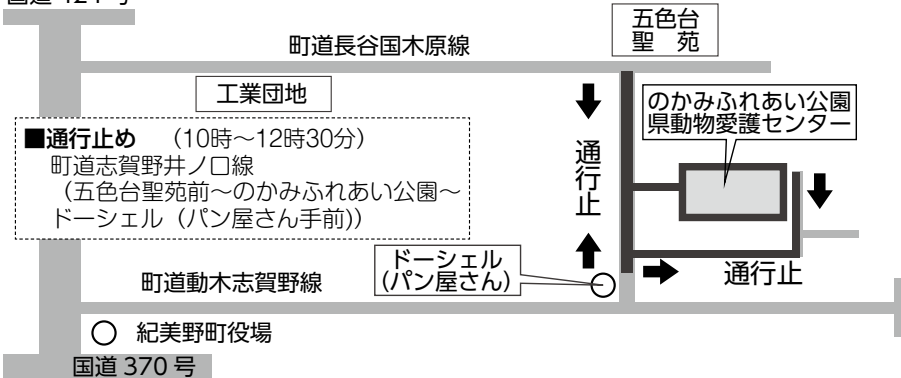 五色台
聖　苑
町道長谷国木原線
工業団地
のかみふれあい公園
県動物愛護センター
■通行止め　（10時～12時30分）
町道志賀野井ノ口線
（五色台聖苑前～のかみふれあい公園～
ドーシェル（パン屋さん手前))
通行止
ドーシェル
(パン屋さん)
通行止
町道動木志賀野線
紀美野町役場
国道 370 号